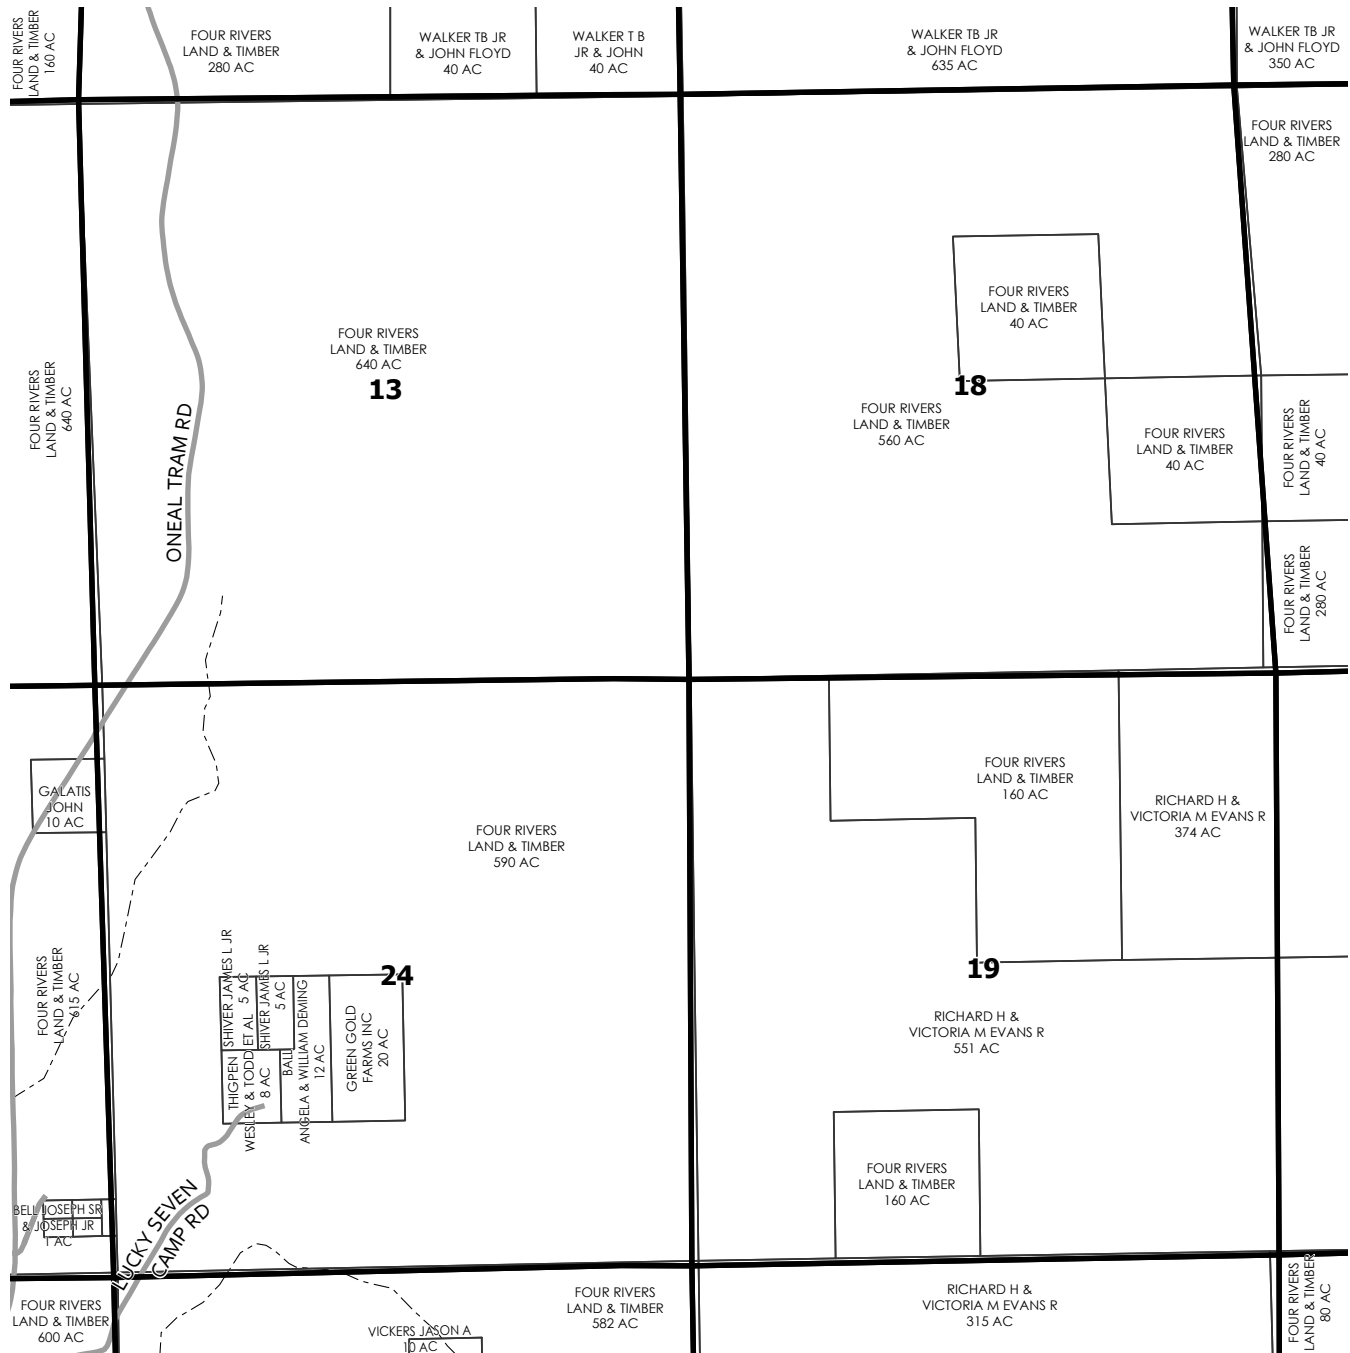 FOUR RIVERS
LAND & TIMBER
160 AC
FOUR RIVERS
LAND & TIMBER
280 AC
WALKER TB JR
& JOHN FLOYD
40 AC
WALKER T B
JR & JOHN
40 AC
WALKER TB JR
& JOHN FLOYD
635 AC
WALKER TB JR
& JOHN FLOYD
350 AC
FOUR RIVERS
LAND & TIMBER
280 AC
FOUR RIVERS
LAND & TIMBER
640 AC
ONEAL TRAM RD
FOUR RIVERS
LAND & TIMBER
640 AC
13
FOUR RIVERS
LAND & TIMBER
40 AC
18
FOUR RIVERS
LAND & TIMBER
560 AC
FOUR RIVERS
LAND & TIMBER
40 AC
FOUR RIVERS
LAND & TIMBER
40 AC
FOUR RIVERS
LAND & TIMBER
280 AC
GALATIS
JOHN
10 AC
FOUR RIVERS
LAND & TIMBER
590 AC
FOUR RIVERS
LAND & TIMBER
160 AC
RICHARD H &
VICTORIA M EVANS R
374 AC
FOUR RIVERS
LAND & TIMBER
615 AC
SHIVER JAMES L JR
5 AC
SHIVER JAMES L JR
5 AC
THIGPEN
WESLEY & TODD ET AL
8 AC
BALL
ANGELA & WILLIAM DEMING
12 AC
GREEN GOLD
FARMS INC
20 AC
24
19
RICHARD H &
VICTORIA M EVANS R
551 AC
FOUR RIVERS
LAND & TIMBER
160 AC
BELL JOSEPH SR
& JOSEPH JR
1 AC
LUCKY SEVEN
CAMP RD
FOUR RIVERS
LAND & TIMBER
600 AC
VICKERS JASON A
10 AC
FOUR RIVERS
LAND & TIMBER
582 AC
RICHARD H &
VICTORIA M EVANS R
315 AC
FOUR RIVERS
LAND & TIMBER
80 AC